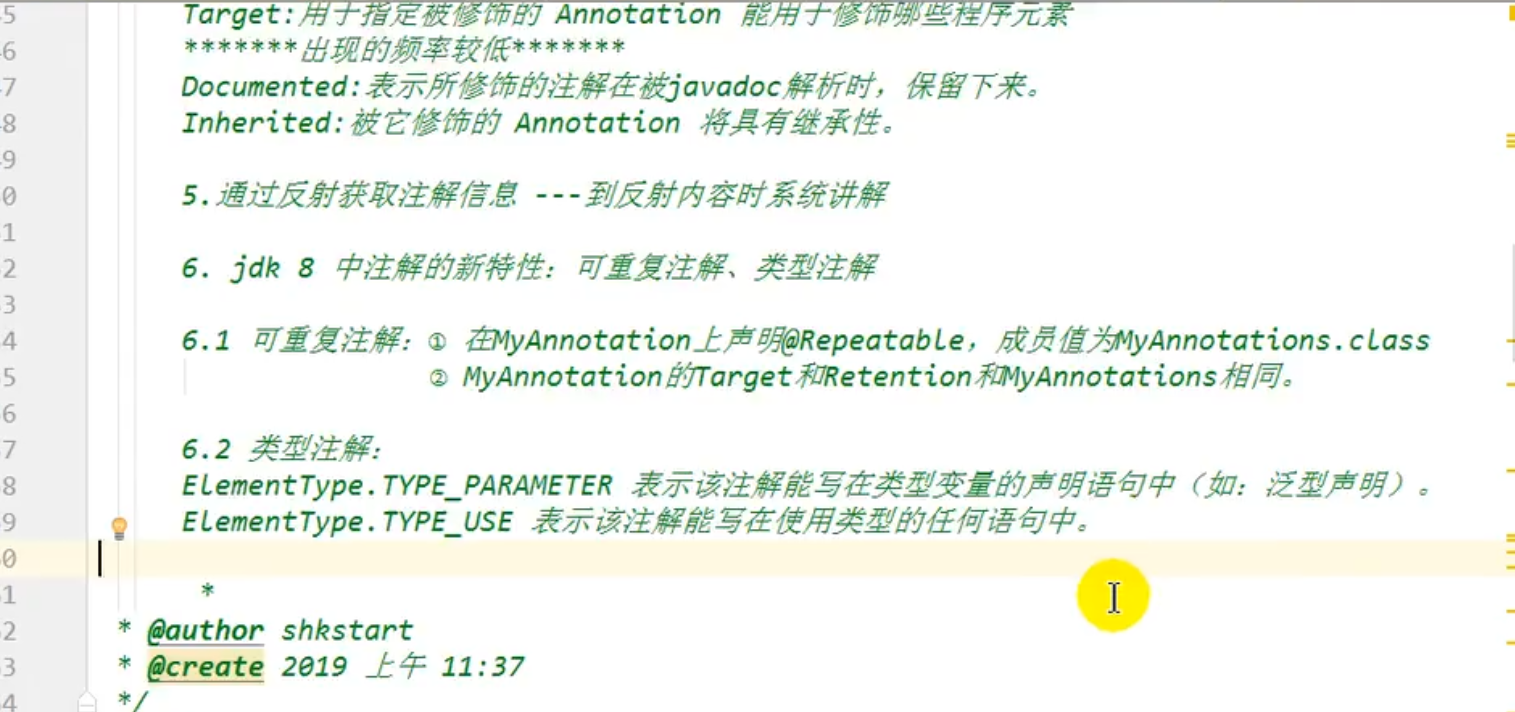 5 Target:用于指定被修饰的 Annotation 能用于修饰哪些程序元素
6 *******出现的频率较低*******
7 Documented:表示所修饰的注解在被javadoc解析时，保留下来。
8 Inherited:被它修饰的 Annotation 将具有继承性。
9
0 5.通过反射获取注解信息 ---到反射内容时系统讲解
1
2 6. jdk 8 中注解的新特性：可重复注解、类型注解
3
4 6.1 可重复注解：① 在MyAnnotation上声明@Repeatable，成员值为MyAnnotations.class
5 ② MyAnnotation的Target和Retention和MyAnnotations相同。
6
7 6.2 类型注解：
8 ElementType.TYPE_PARAMETER 表示该注解能写在类型变量的声明语句中（如：泛型声明）。
9 ElementType.TYPE_USE 表示该注解能写在使用类型的任何语句中。
0
1 *
2 * @author shkstart
3 * @create 2019 上午 11:37
4 */